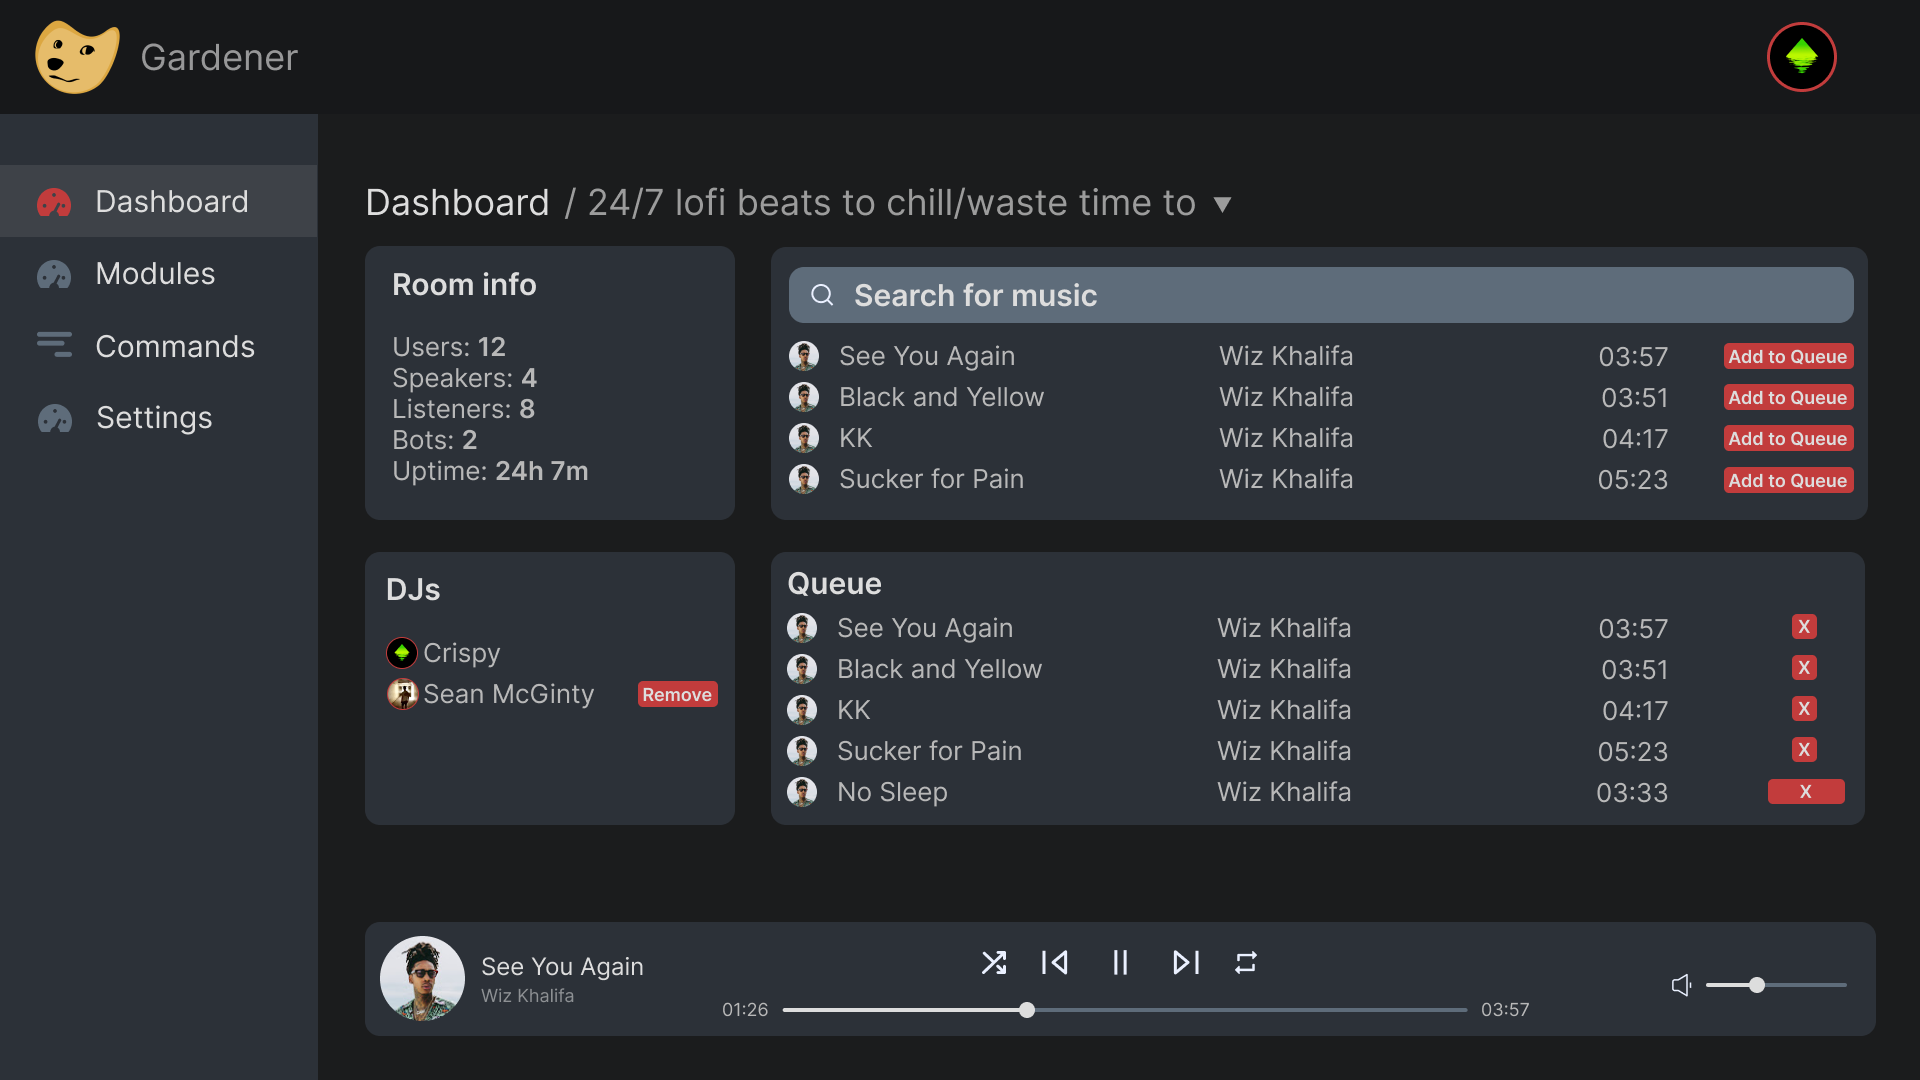 Gardener
Dashboard
Modules
Commands
Settings
Dashboard / 24/7 lofi beats to chill/waste time to ▼
Room info
Users: 12
Speakers: 4
Listeners: 8
Bots: 2
Uptime: 24h 7m
Search for music
See You Again Wiz Khalifa 03:57 Add to Queue
Black and Yellow Wiz Khalifa 03:51 Add to Queue
KK Wiz Khalifa 04:17 Add to Queue
Sucker for Pain Wiz Khalifa 05:23 Add to Queue
DJs
Crispy
Sean McGinty Remove
Queue
See You Again Wiz Khalifa 03:57 X
Black and Yellow Wiz Khalifa 03:51 X
KK Wiz Khalifa 04:17 X
Sucker for Pain Wiz Khalifa 05:23 X
No Sleep Wiz Khalifa 03:33 X
See You Again
Wiz Khalifa
01:26 03:57